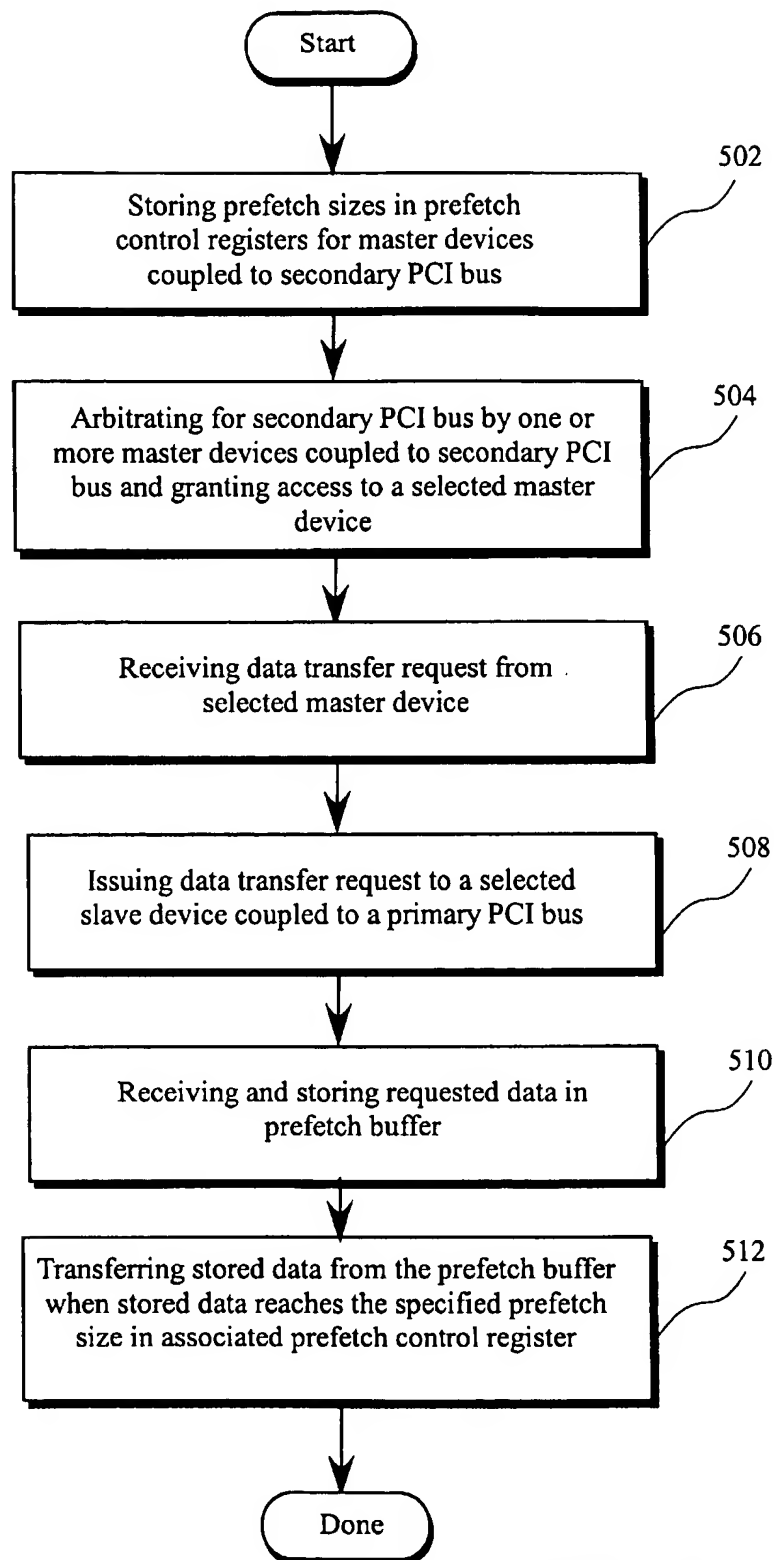 Start
502
Storing prefetch sizes in prefetch
control registers for master devices
coupled to secondary PCI bus
504
Arbitrating for secondary PCI bus by one or
more master devices coupled to secondary PCI
bus and granting access to a selected master
device
506
Receiving data transfer request from
selected master device
508
Issuing data transfer request to a selected
slave device coupled to a primary PCI bus
510
Receiving and storing requested data in
prefetch buffer
512
Transferring stored data from the prefetch buffer
when stored data reaches the specified prefetch
size in associated prefetch control register
Done